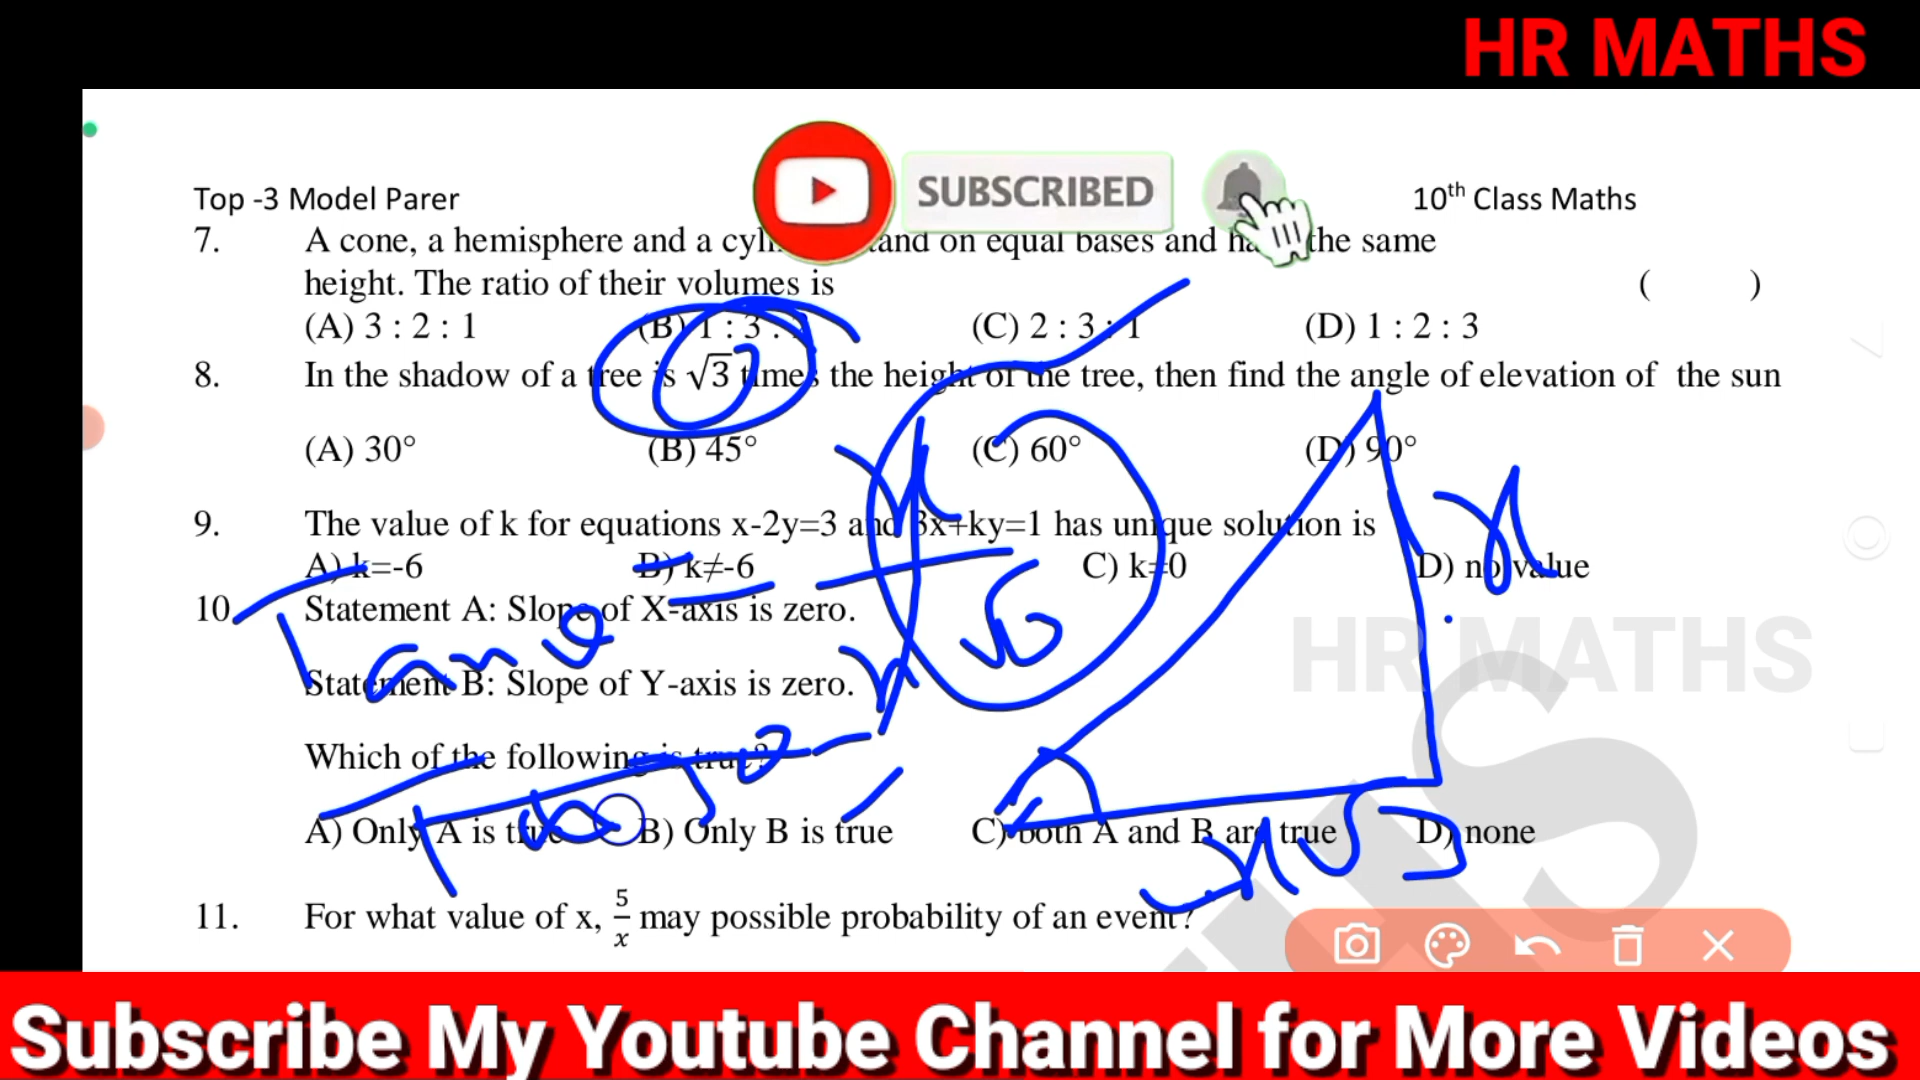 HR MATHS
SUBSCRIBED
Top -3 Model Parer 10th Class Maths
7. A cone, a hemisphere and a and on equal bases and the same
height. The ratio of their volumes is ( )
(A) 3 : 2 : 1 (B) 1 : 3 : (C) 2 : 3 : 1 (D) 1 : 2 : 3
8. In the shadow of a tree is √3 times the height of the tree, then find the angle of elevation of the sun
(A) 30° (B) 45° (C) 60° (D) 90°
9. The value of k for equations x-2y=3 and 3x+ky=1 has unique solution is
A) k=-6 B) k≠-6 C) k=0 D) no value
10. Statement A: Slope of X-axis is zero.
Statement B: Slope of Y-axis is zero.
Which of the following is true?
A) Only A is true B) Only B is true C) both A and B are true D) none
11. For what value of x, 5/x may possible probability of an event?
x
x
√3
Tan θ =
x√3
HR MATHS
Subscribe My Youtube Channel for More Videos